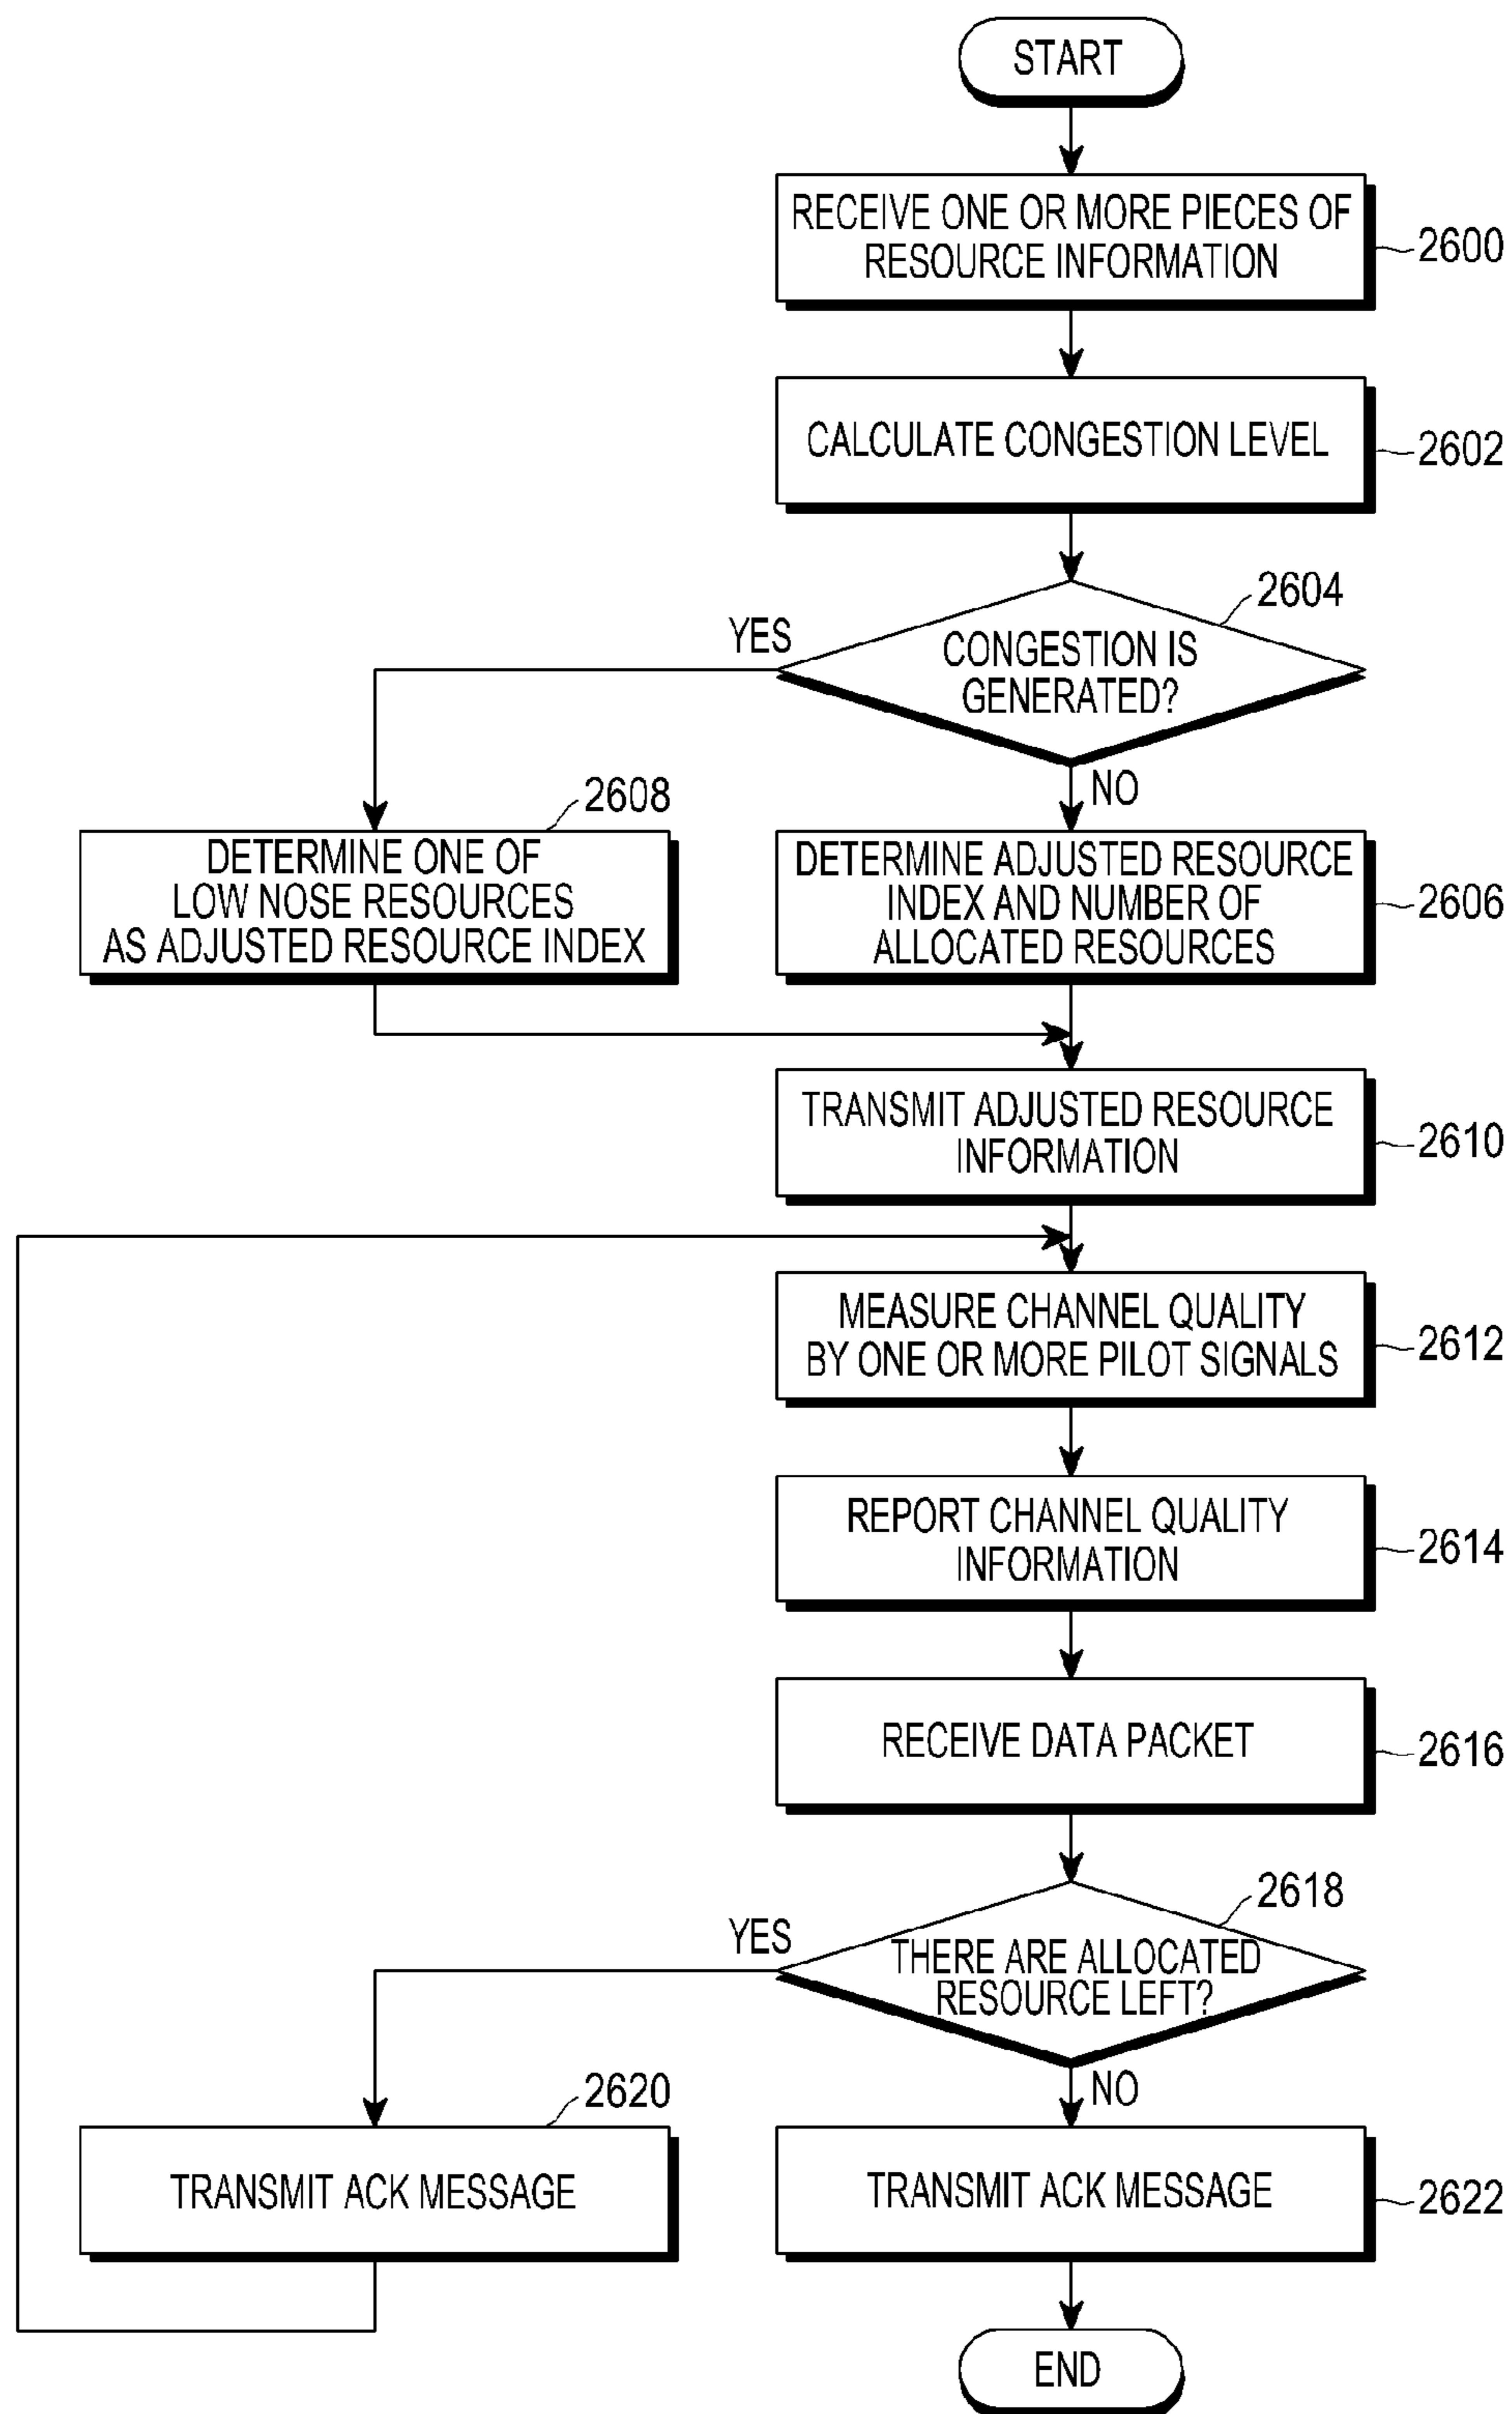 START
RECEIVE ONE OR MORE PIECES OF
RESOURCE INFORMATION
2600
CALCULATE CONGESTION LEVEL
2602
2604
YES
CONGESTION IS
GENERATED?
NO
2608
DETERMINE ONE OF
LOW NOSE RESOURCES
AS ADJUSTED RESOURCE INDEX
DETERMINE ADJUSTED RESOURCE
INDEX AND NUMBER OF
ALLOCATED RESOURCES
2606
TRANSMIT ADJUSTED RESOURCE
INFORMATION
2610
MEASURE CHANNEL QUALITY
BY ONE OR MORE PILOT SIGNALS
2612
REPORT CHANNEL QUALITY
INFORMATION
2614
RECEIVE DATA PACKET
2616
2618
YES
THERE ARE ALLOCATED
RESOURCE LEFT?
NO
2620
TRANSMIT ACK MESSAGE
TRANSMIT ACK MESSAGE
2622
END